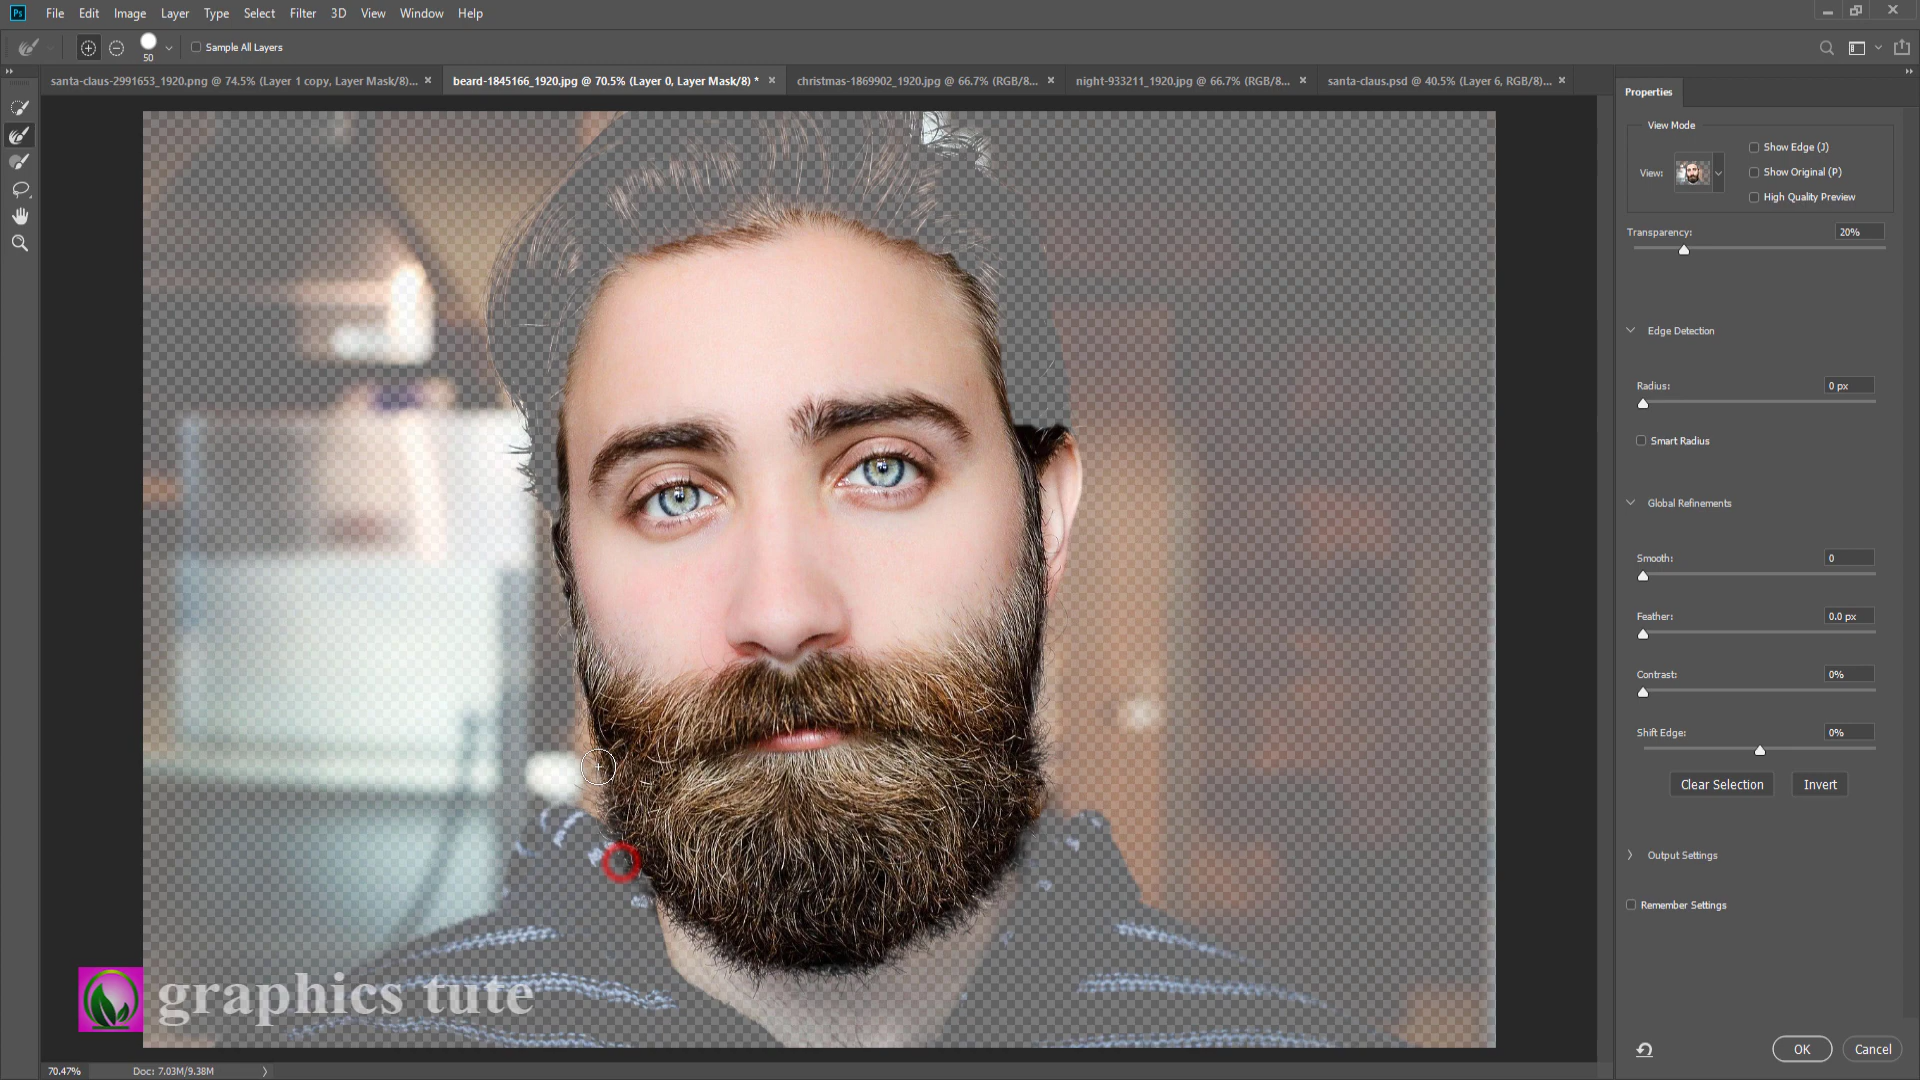 Ps File Edit Image Layer Type Select Filter 3D View Window Help
50 Sample All Layers
santa-claus-2991653_1920.png @ 74.5% (Layer 1 copy, Layer Mask/8)... × beard-1845166_1920.jpg @ 70.5% (Layer 0, Layer Mask/8) * × christmas-1869902_1920.jpg @ 66.7% (RGB/8... × night-933211_1920.jpg @ 66.7% (RGB/8... × santa-claus.psd @ 40.5% (Layer 6, RGB/8)... ×
Properties
View Mode
Show Edge (J)
View:
Show Original (P)
High Quality Preview
Transparency: 20%
Edge Detection
Radius: 0 px
Smart Radius
Global Refinements
Smooth: 0
Feather: 0.0 px
Contrast: 0%
Shift Edge: 0%
Clear Selection Invert
Output Settings
Remember Settings
graphics tute
OK Cancel
70.47% Doc: 7.03M/9.38M